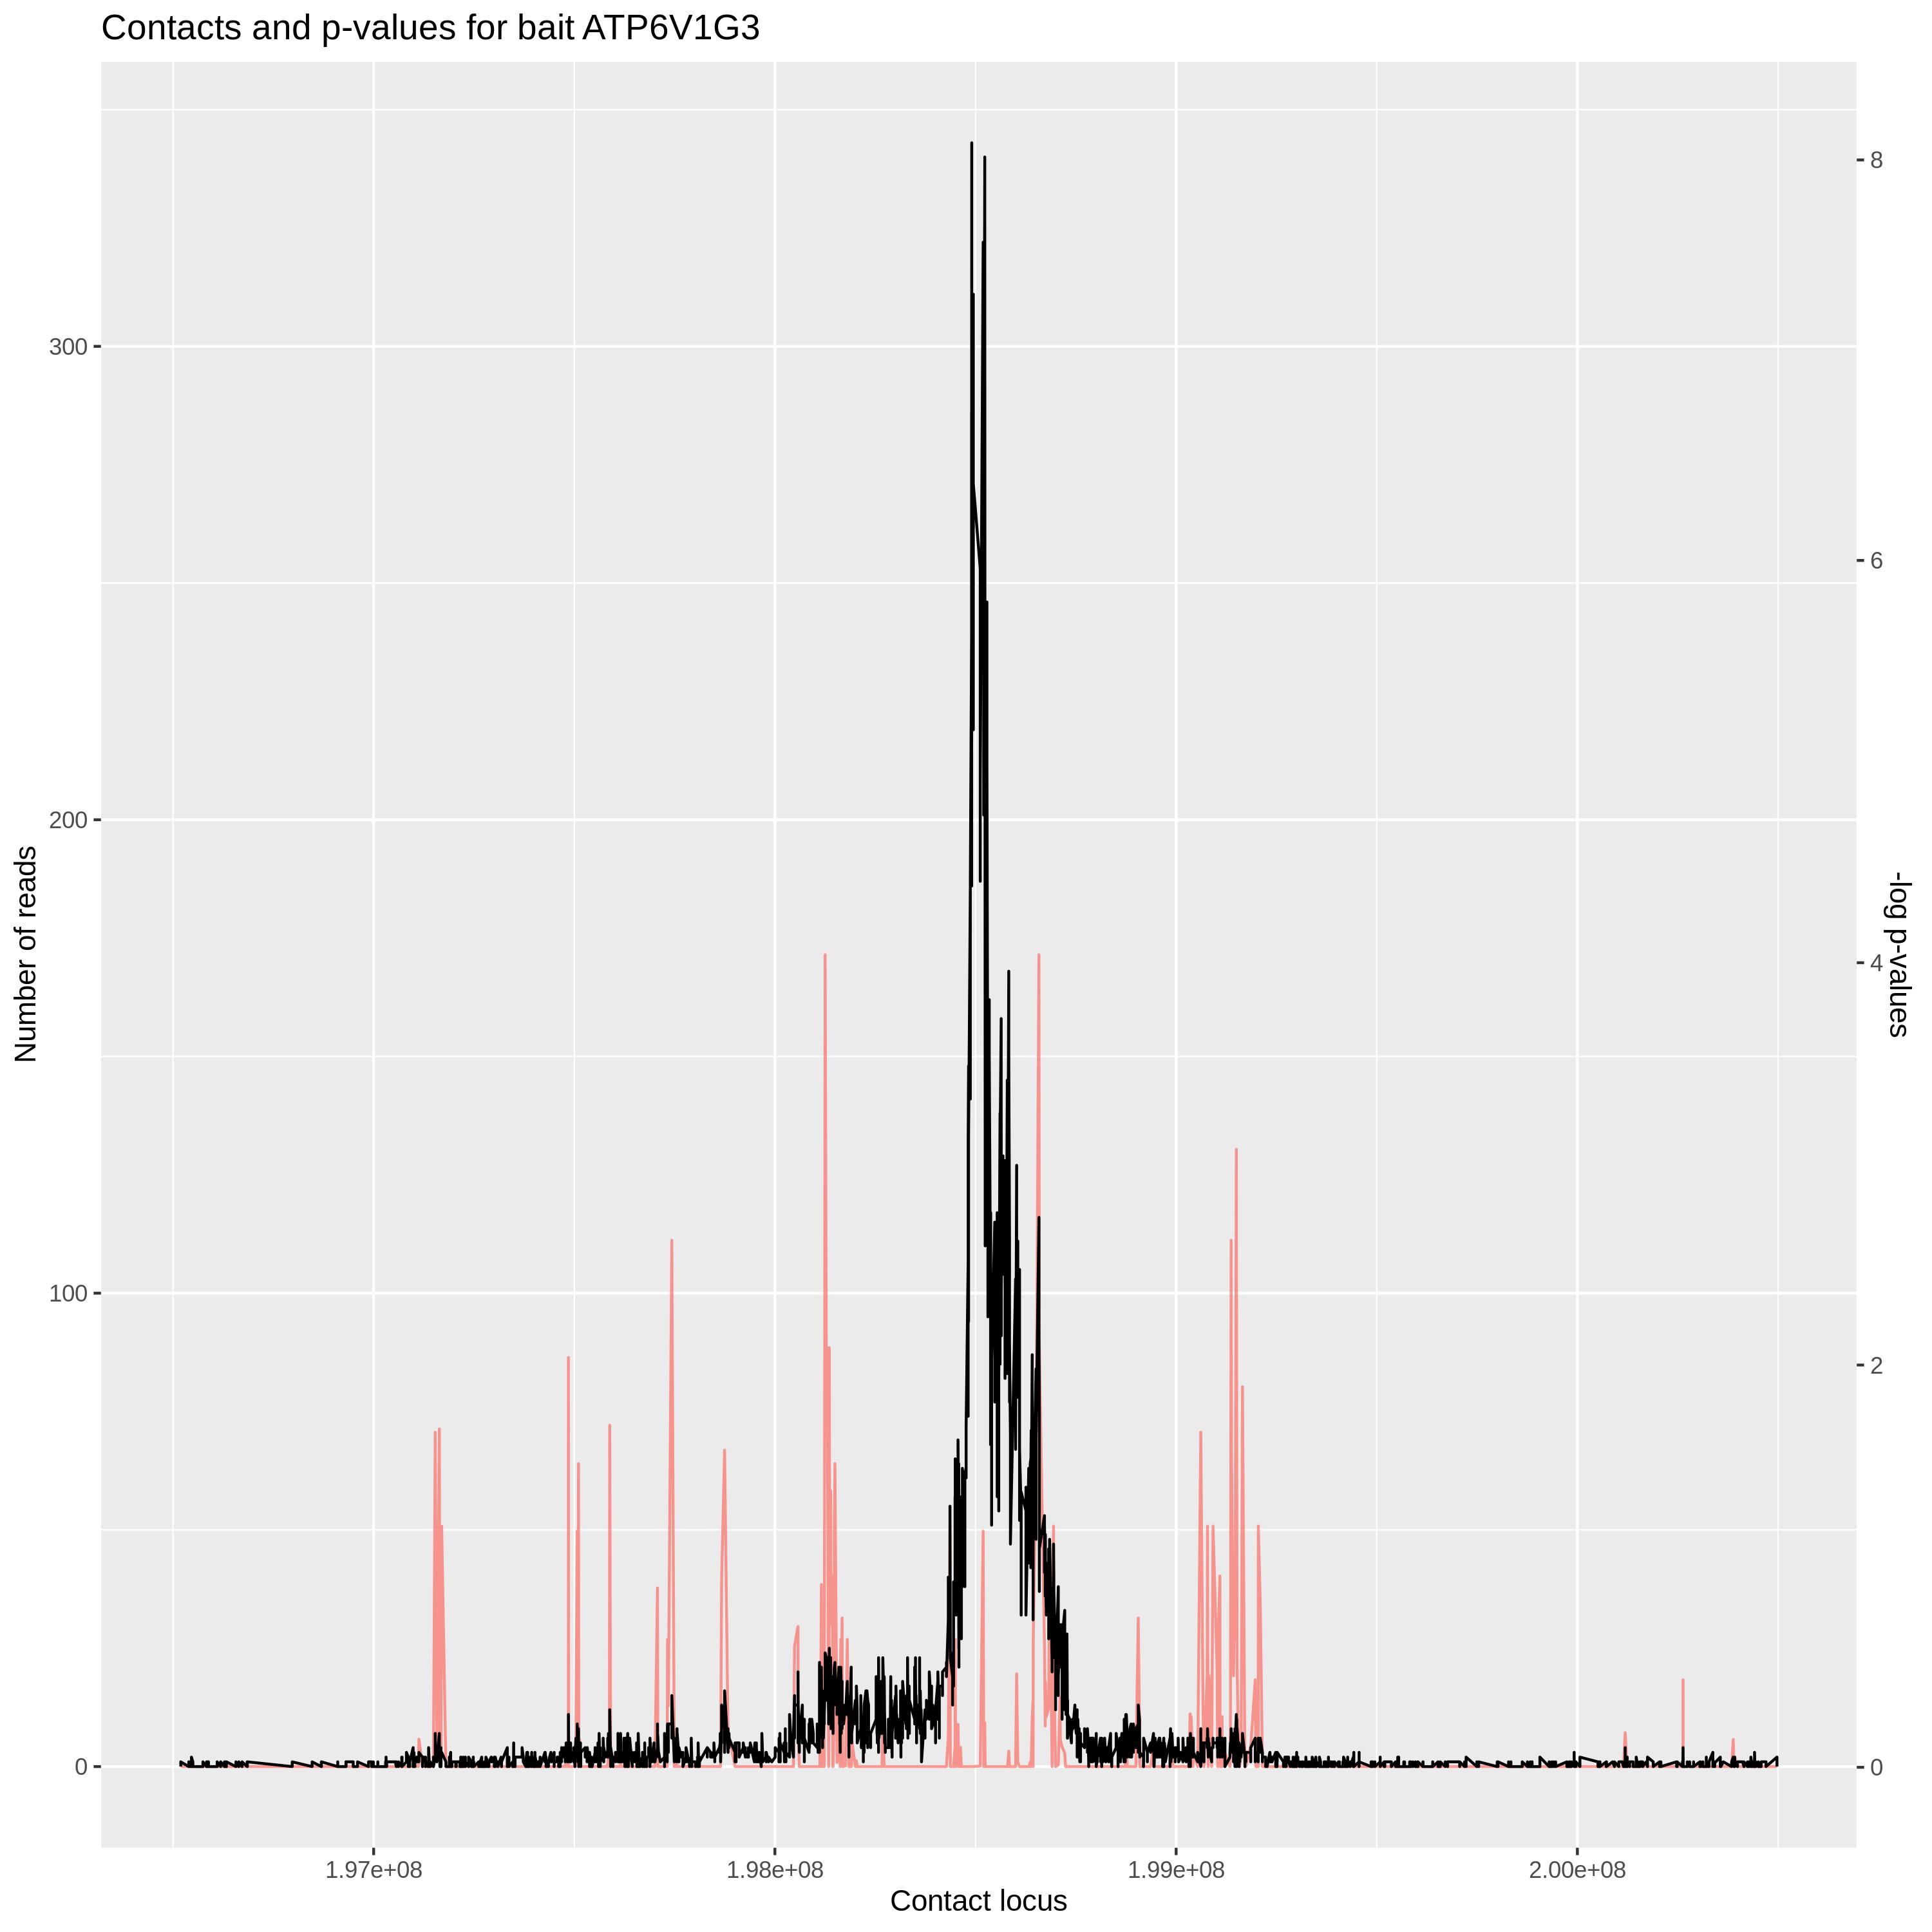 Contacts and p-values for bait ATP6V1G3
300
200
100
0
8
6
4
2
0
Number of reads
-log p-values
1.97e+08
1.98e+08
1.99e+08
2.00e+08
Contact locus